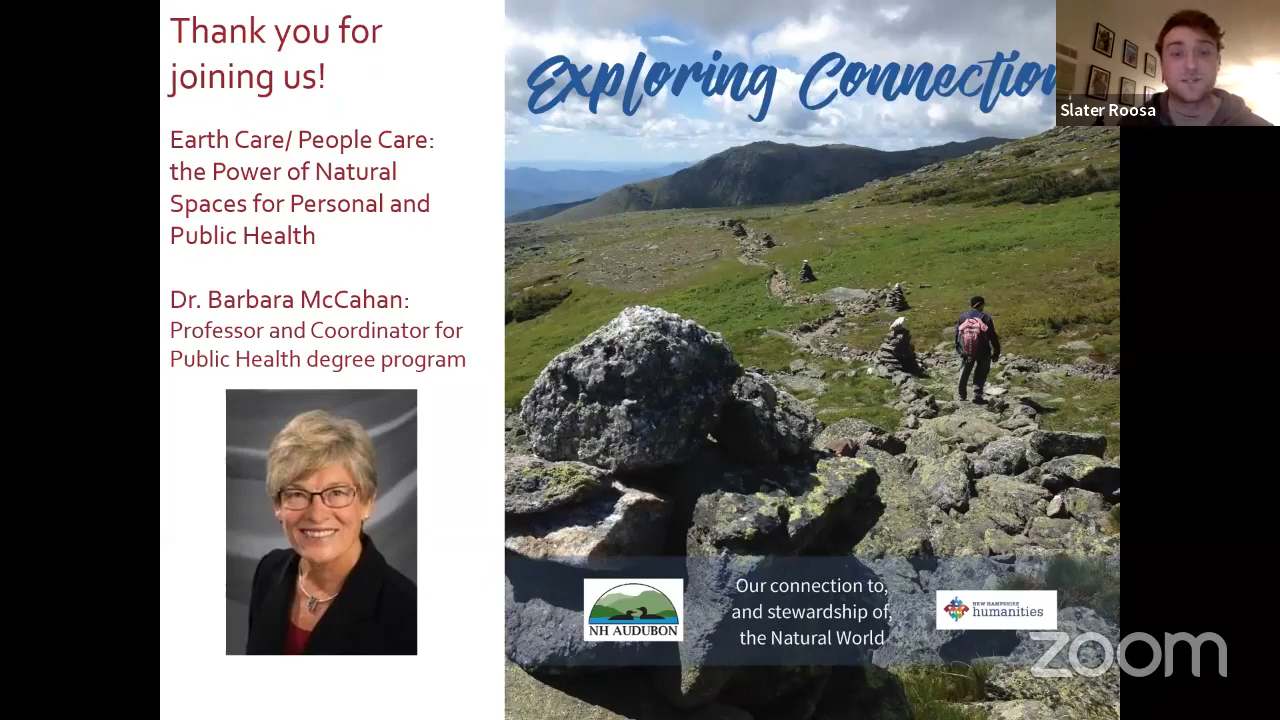 Thank you for
joining us!
Earth Care/ People Care:
the Power of Natural
Spaces for Personal and
Public Health
Dr. Barbara McCahan:
Professor and Coordinator for
Public Health degree program
Exploring Connection
Slater Roosa
NH AUDUBON
Our connection to,
and stewardship of,
the Natural World
NEW HAMPSHIRE
humanities
zoom